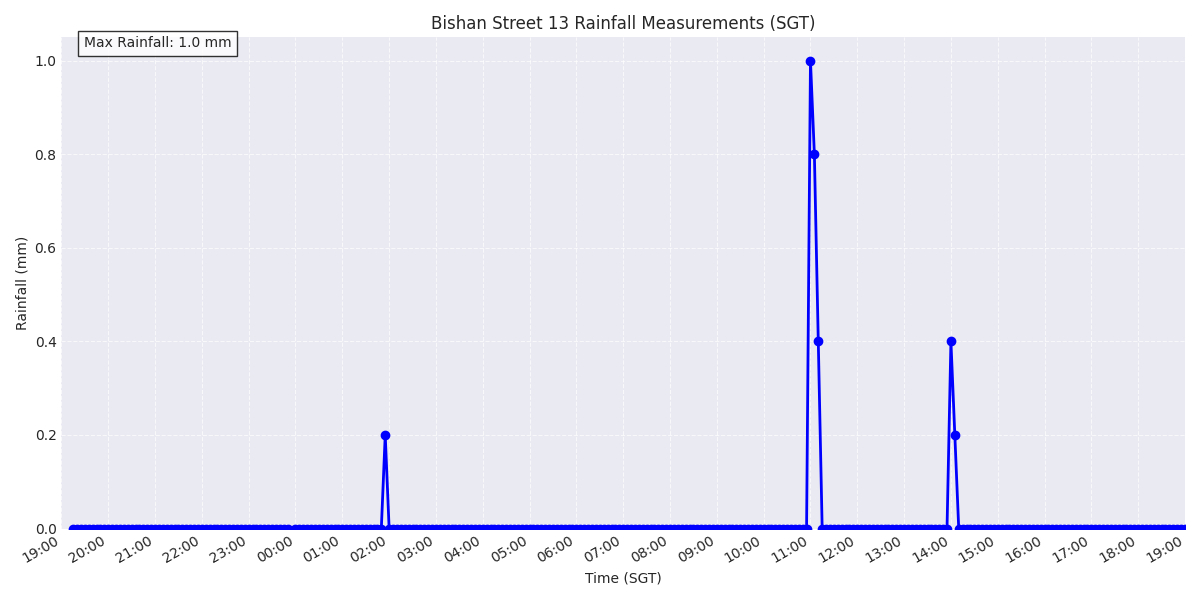 Bishan Street 13 Rainfall Measurements (SGT)
Max Rainfall: 1.0 mm
1.0
0.8
0.6
0.4
0.2
0.0
Rainfall (mm)
19:00 20:00 21:00 22:00 23:00 00:00 01:00 02:00 03:00 04:00 05:00 06:00 07:00 08:00 09:00 10:00 11:00 12:00 13:00 14:00 15:00 16:00 17:00 18:00 19:00
Time (SGT)